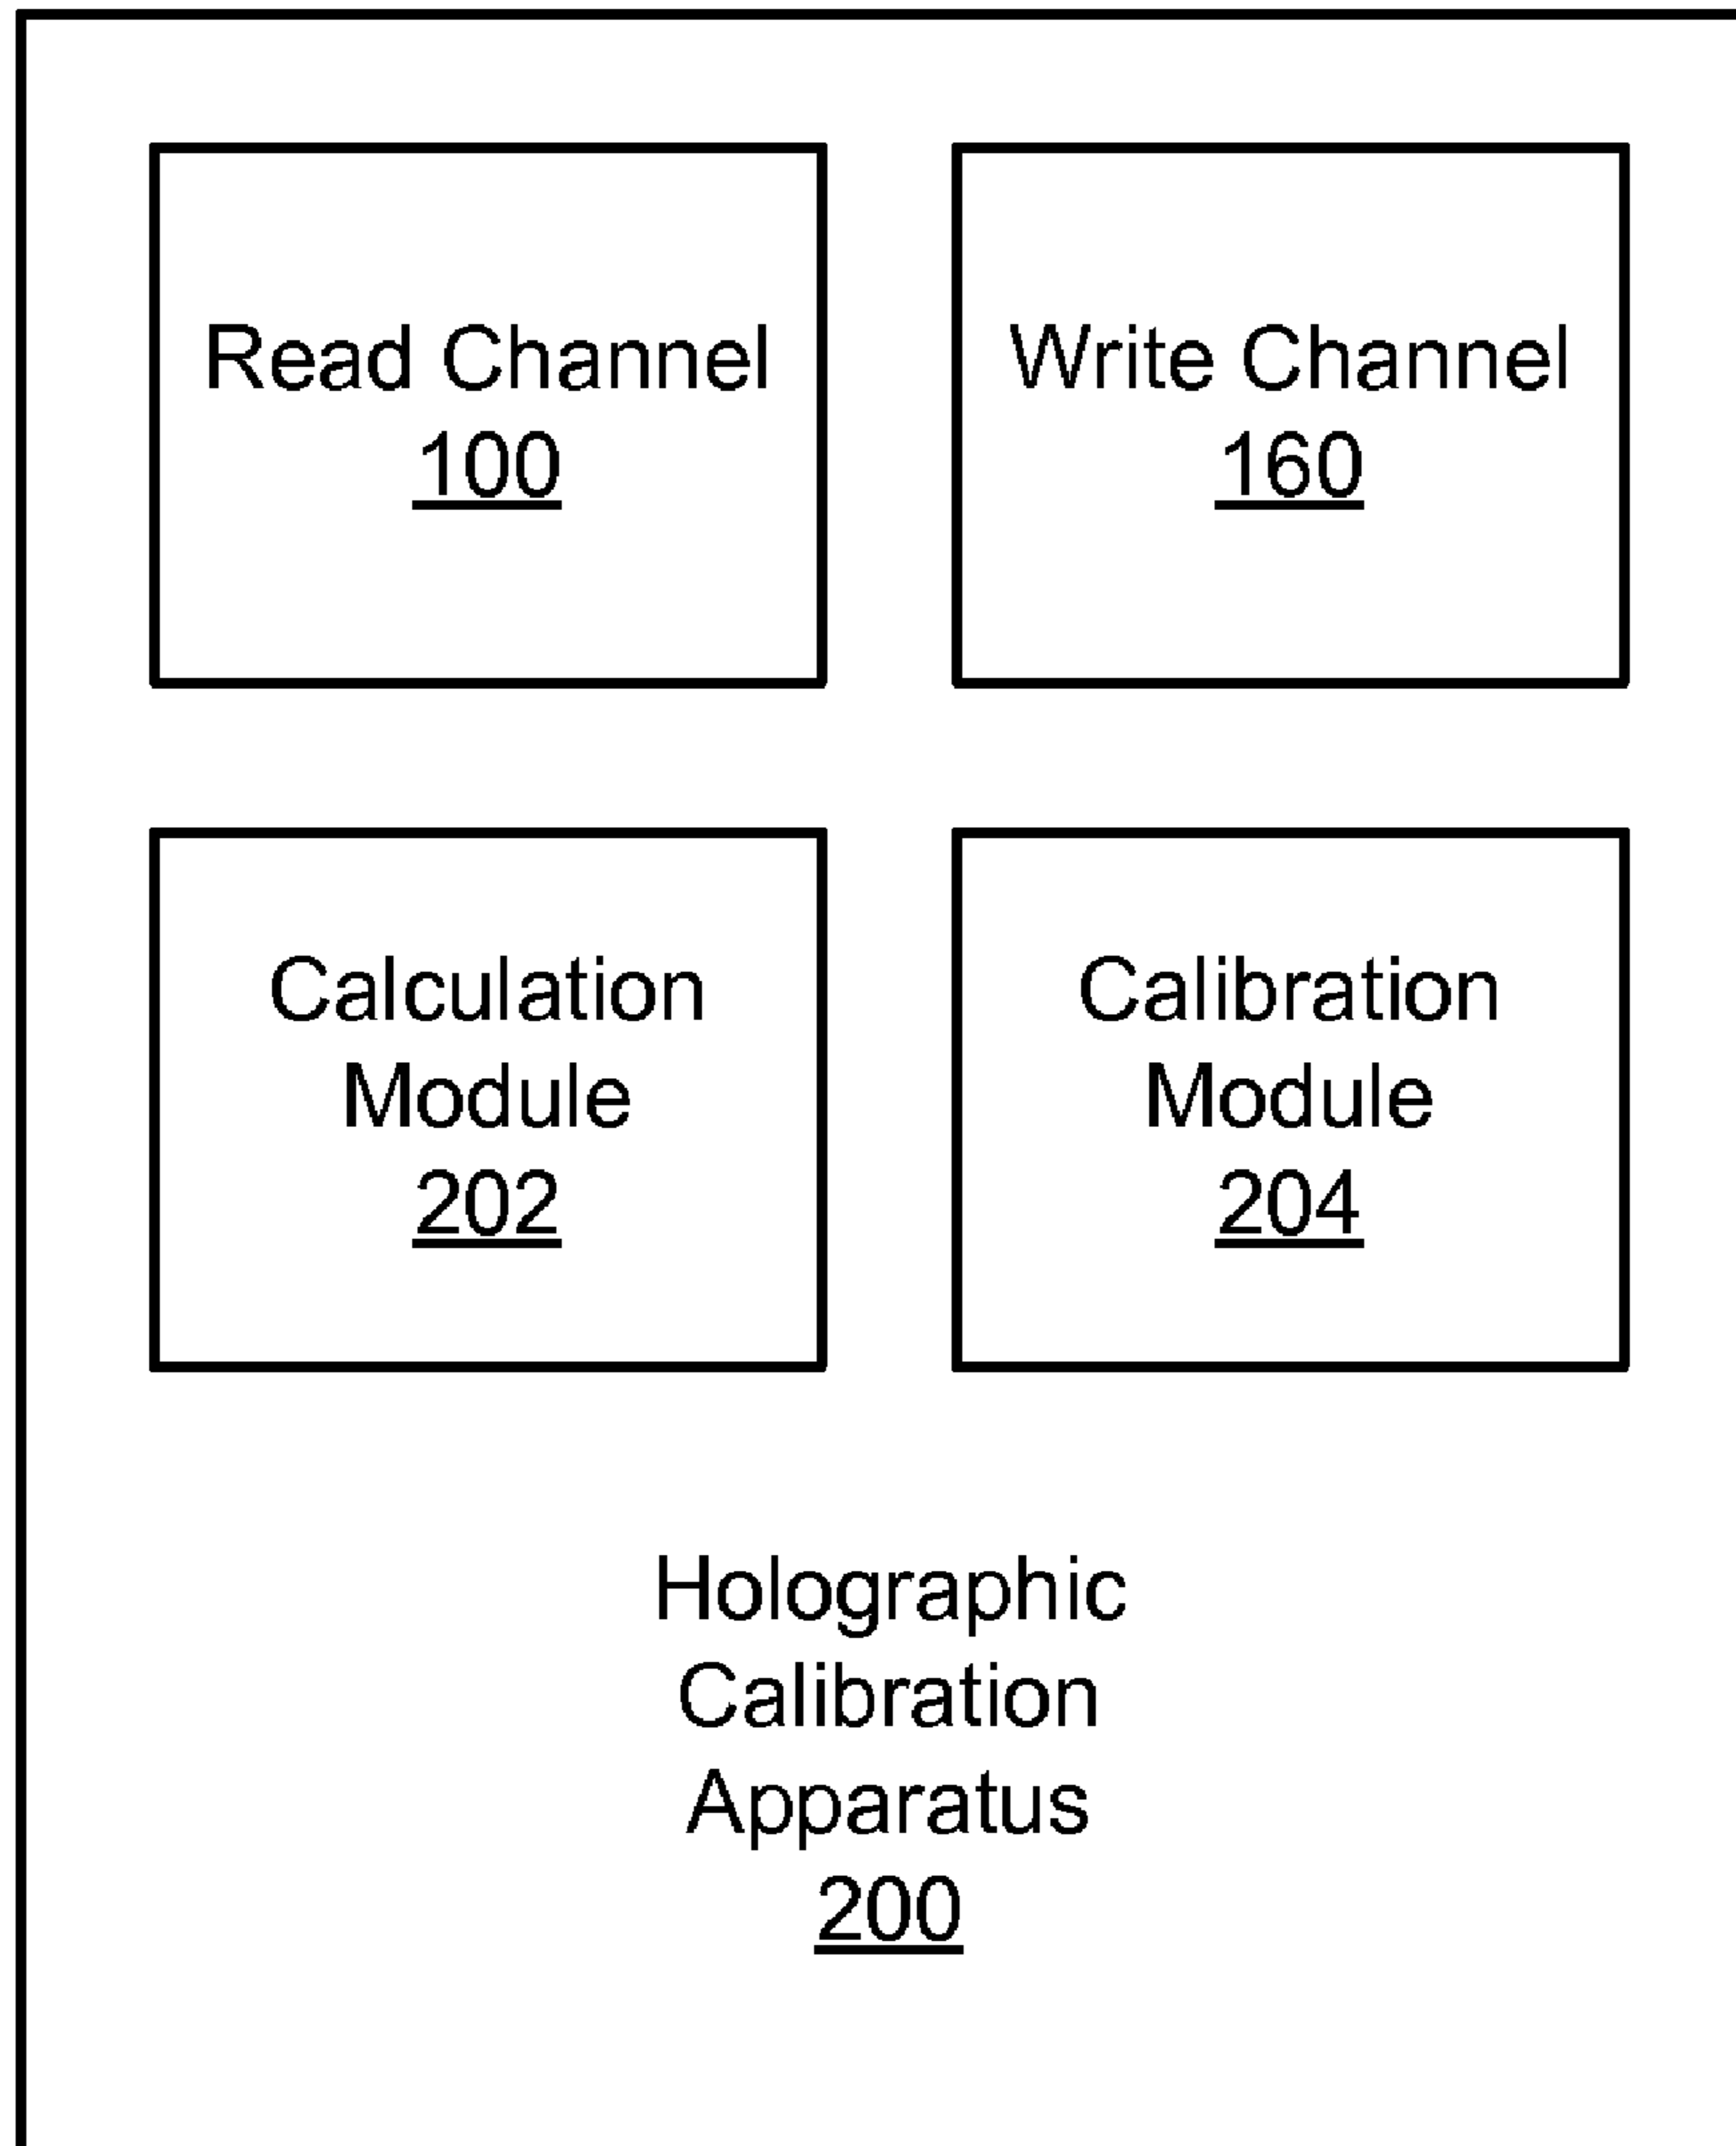 Read Channel
100
Write Channel
160
Calculation
Module
202
Calibration
Module
204
Holographic
Calibration
Apparatus
200